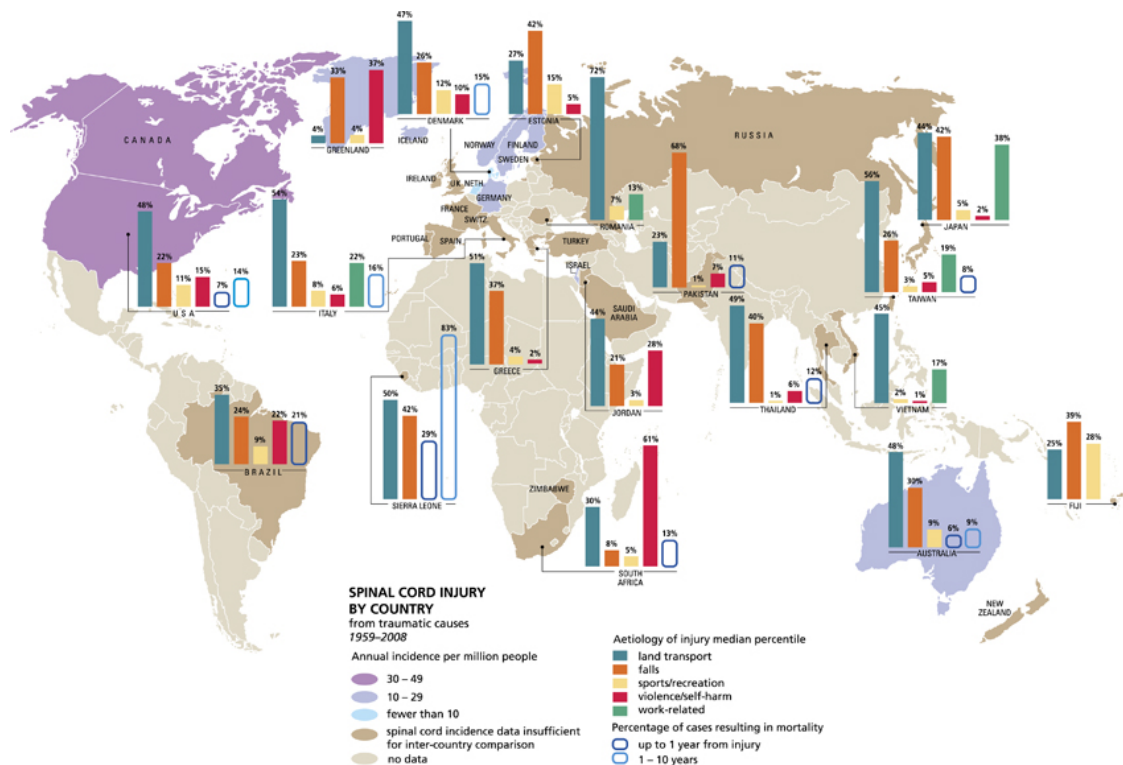 47%
26%
12%
10%
15%
DENMARK
27%
42%
15%
5%
ESTONIA
4%
33%
4%
37%
GREENLAND
72%
7%
13%
ROMANIA
68%
23%
1%
7%
11%
PAKISTAN
44%
42%
5%
2%
38%
JAPAN
56%
26%
3%
5%
19%
8%
TAIWAN
CANADA
ICELAND
NORWAY
FINLAND
SWEDEN
RUSSIA
IRELAND
UK
NETH.
GERMANY
FRANCE
SWITZ.
PORTUGAL
SPAIN
TURKEY
ISRAEL
SAUDI
ARABIA
48%
22%
11%
15%
7%
14%
USA
54%
23%
8%
6%
22%
16%
ITALY
51%
37%
4%
2%
GREECE
44%
21%
3%
28%
JORDAN
49%
40%
1%
6%
12%
THAILAND
45%
2%
1%
17%
VIETNAM
35%
24%
9%
22%
21%
BRAZIL
50%
42%
29%
83%
SIERRA LEONE
ZIMBABWE
30%
8%
5%
61%
13%
SOUTH
AFRICA
48%
30%
9%
6%
9%
AUSTRALIA
25%
39%
28%
FIJI
NEW
ZEALAND
SPINAL CORD INJURY
BY COUNTRY
from traumatic causes
1959–2008
Annual incidence per million people
30 – 49
10 – 29
fewer than 10
spinal cord incidence data insufficient
for inter-country comparison
no data
Aetiology of injury median percentile
land transport
falls
sports/recreation
violence/self-harm
work-related
Percentage of cases resulting in mortality
up to 1 year from injury
1 – 10 years